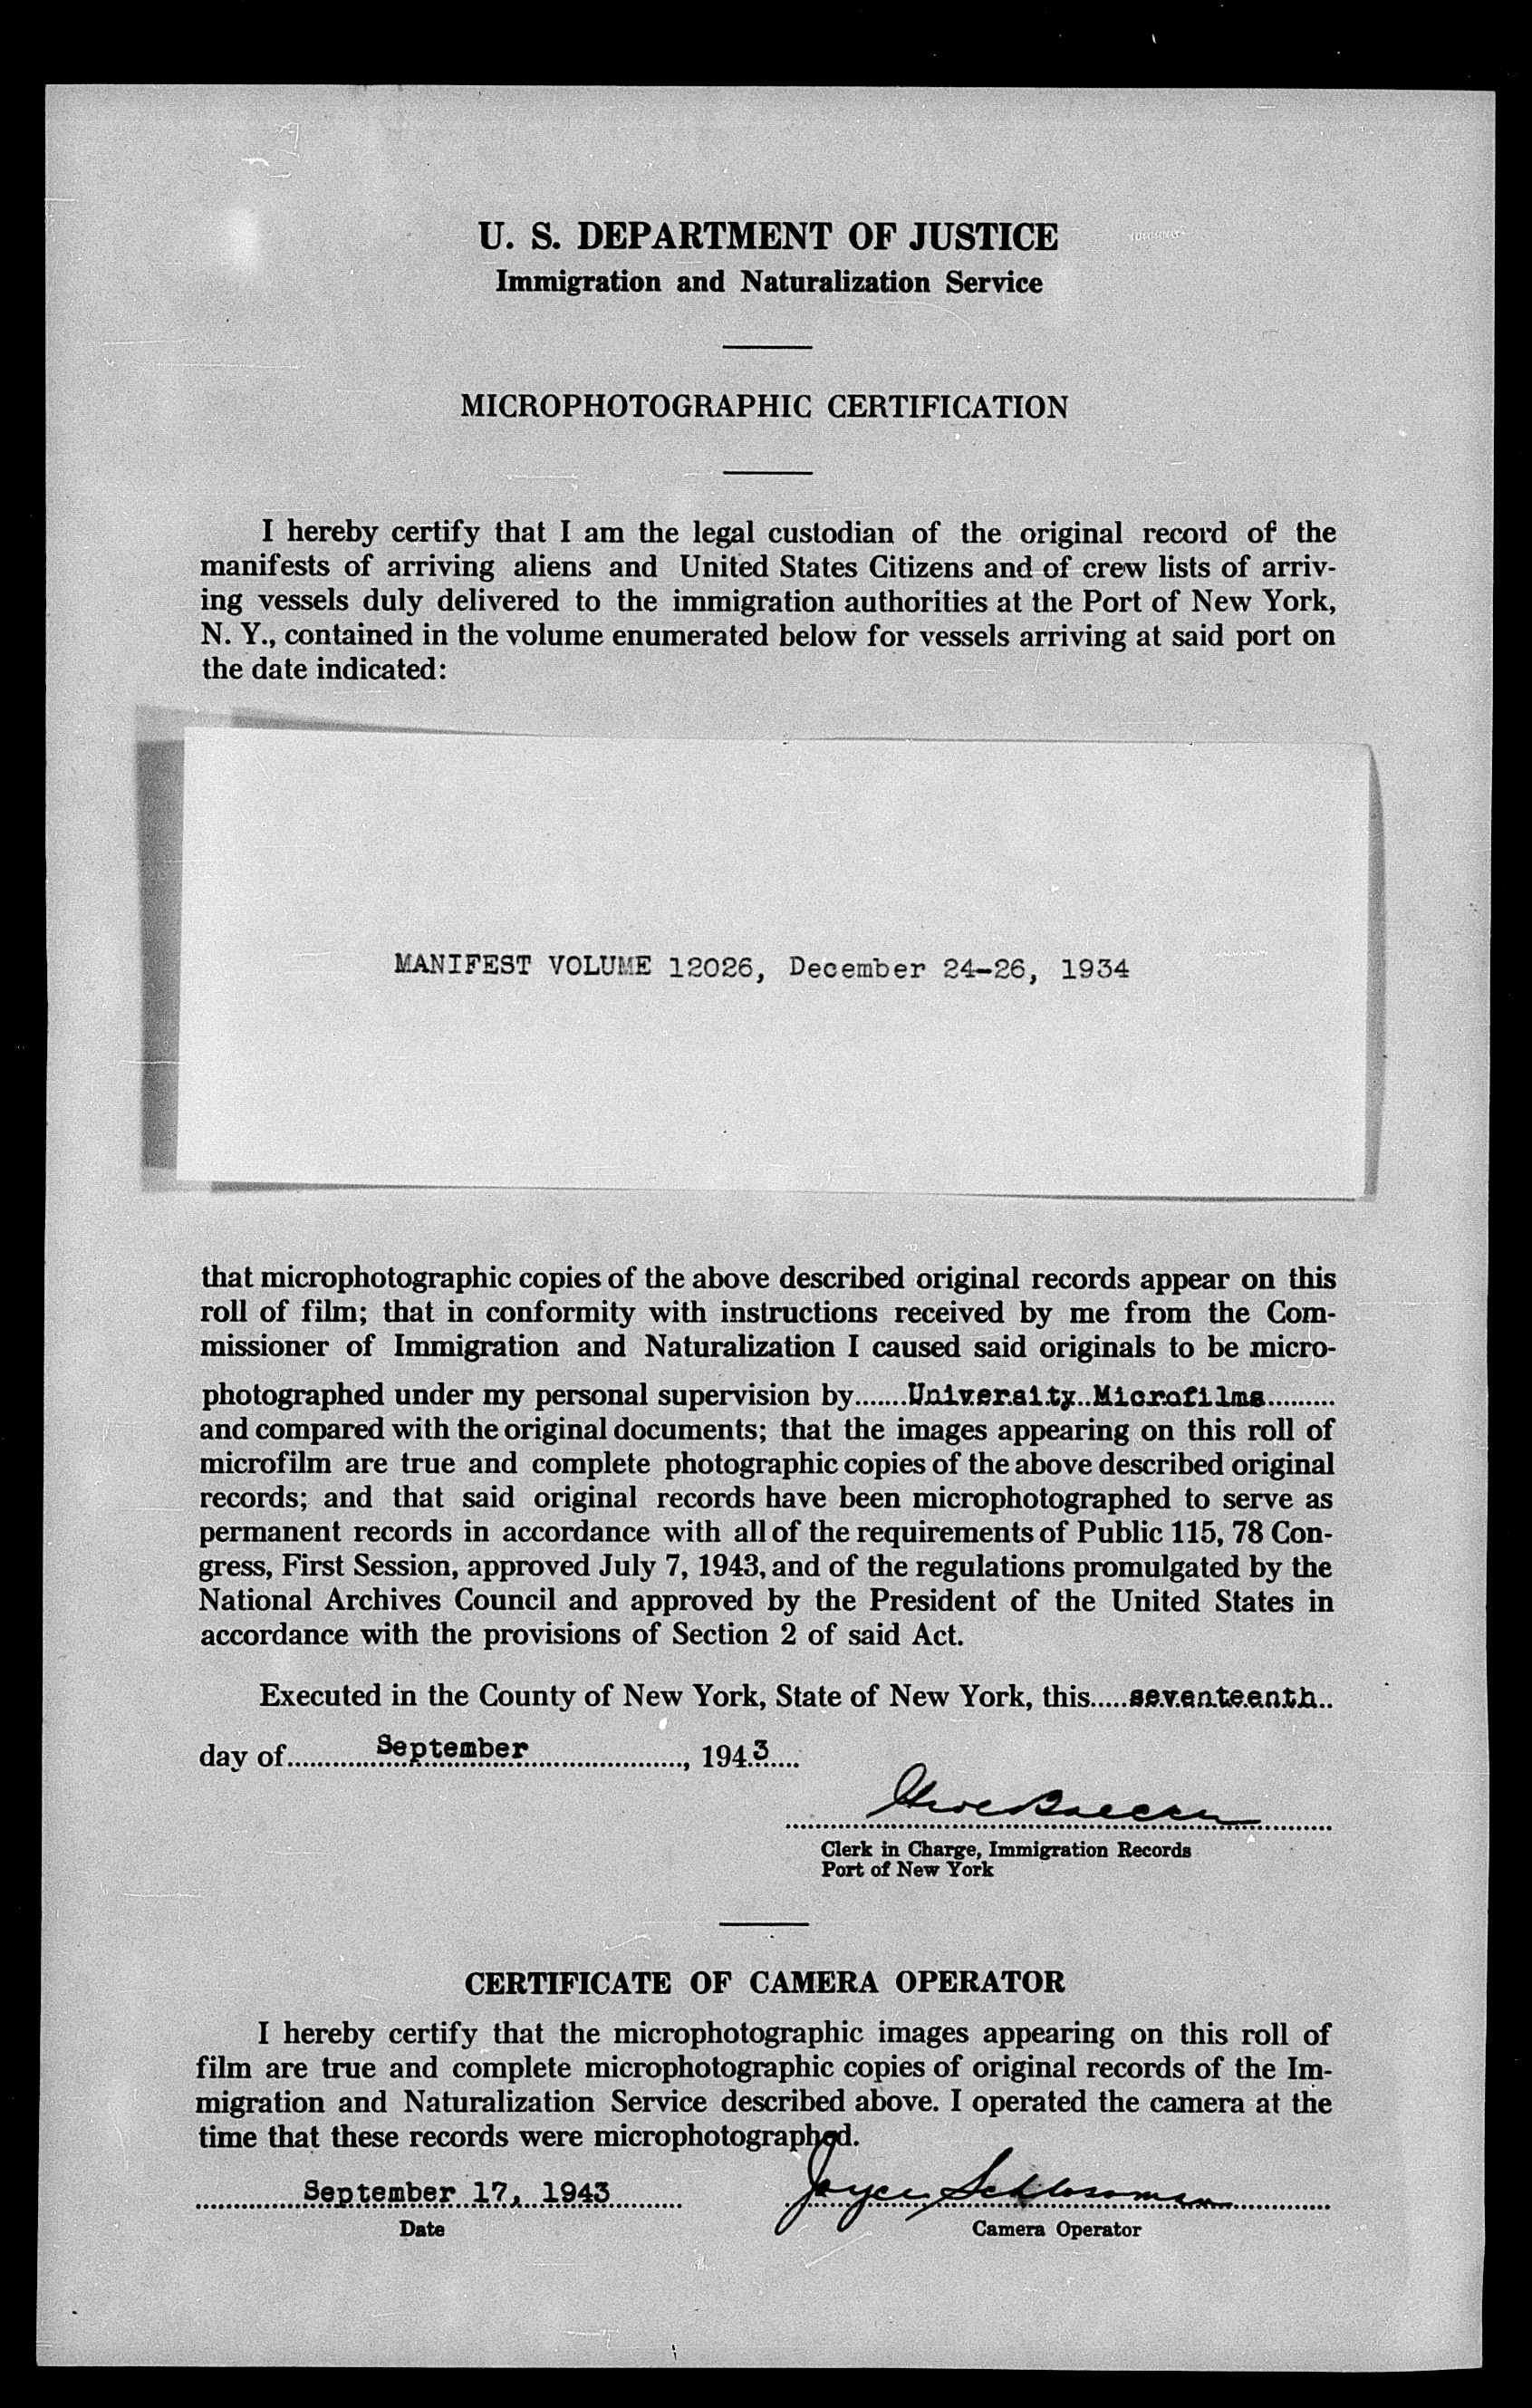 U. S. DEPARTMENT OF JUSTICE
Immigration and Naturalization Service
MICROPHOTOGRAPHIC CERTIFICATION
I hereby certify that I am the legal custodian of the original record of the
manifests of arriving aliens and United States Citizens and of crew lists of arriv-
ing vessels duly delivered to the immigration authorities at the Port of New York,
N. Y., contained in the volume enumerated below for vessels arriving at said port on
the date indicated:
MANIFEST VOLUME 12026, December 24-26, 1934
that microphotographic copies of the above described original records appear on this
roll of film; that in conformity with instructions received by me from the Com-
missioner of Immigration and Naturalization I caused said originals to be micro-
photographed under my personal supervision by.......University Microfilms..........
and compared with the original documents; that the images appearing on this roll of
microfilm are true and complete photographic copies of the above described original
records; and that said original records have been microphotographed to serve as
permanent records in accordance with all of the requirements of Public 115, 78 Con-
gress, First Session, approved July 7, 1943, and of the regulations promulgated by the
National Archives Council and approved by the President of the United States in
accordance with the provisions of Section 2 of said Act.
Executed in the County of New York, State of New York, this.....seventeenth..
day of............September..................., 1943....
Clerk in Charge, Immigration Records
Port of New York
CERTIFICATE OF CAMERA OPERATOR
I hereby certify that the microphotographic images appearing on this roll of
film are true and complete microphotographic copies of original records of the Im-
migration and Naturalization Service described above. I operated the camera at the
time that these records were microphotographed.
September 17, 1943 Joyce Schlossman
Date Camera Operator